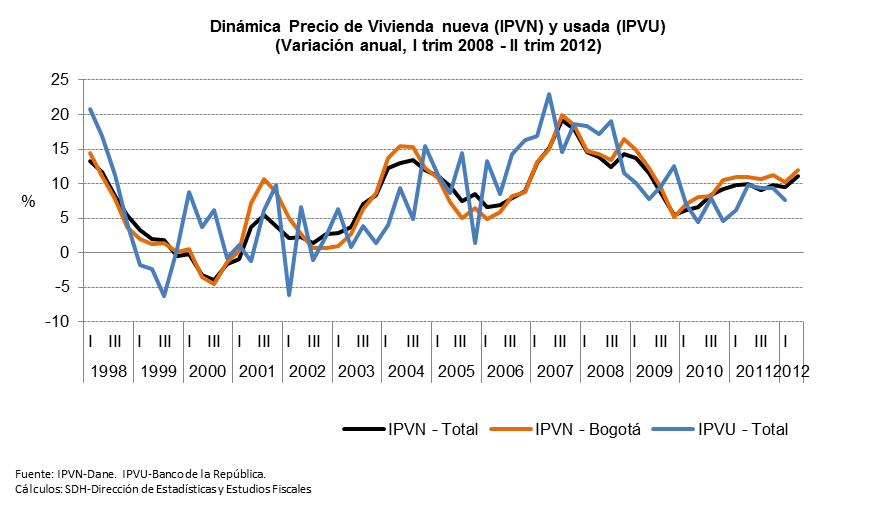 Dinámica Precio de Vivienda nueva (IPVN) y usada (IPVU)
(Variación anual, I trim 2008 - II trim 2012)
25
20
15
10
%
5
0
-5
-10
I III I III I III I III I III I III I III I III I III I III I III I III I III I III I
1998 1999 2000 2001 2002 2003 2004 2005 2006 2007 2008 2009 2010 2011 2012
IPVN - Total IPVN - Bogotá IPVU - Total
Fuente: IPVN-Dane. IPVU-Banco de la República.
Cálculos: SDH-Dirección de Estadísticas y Estudios Fiscales